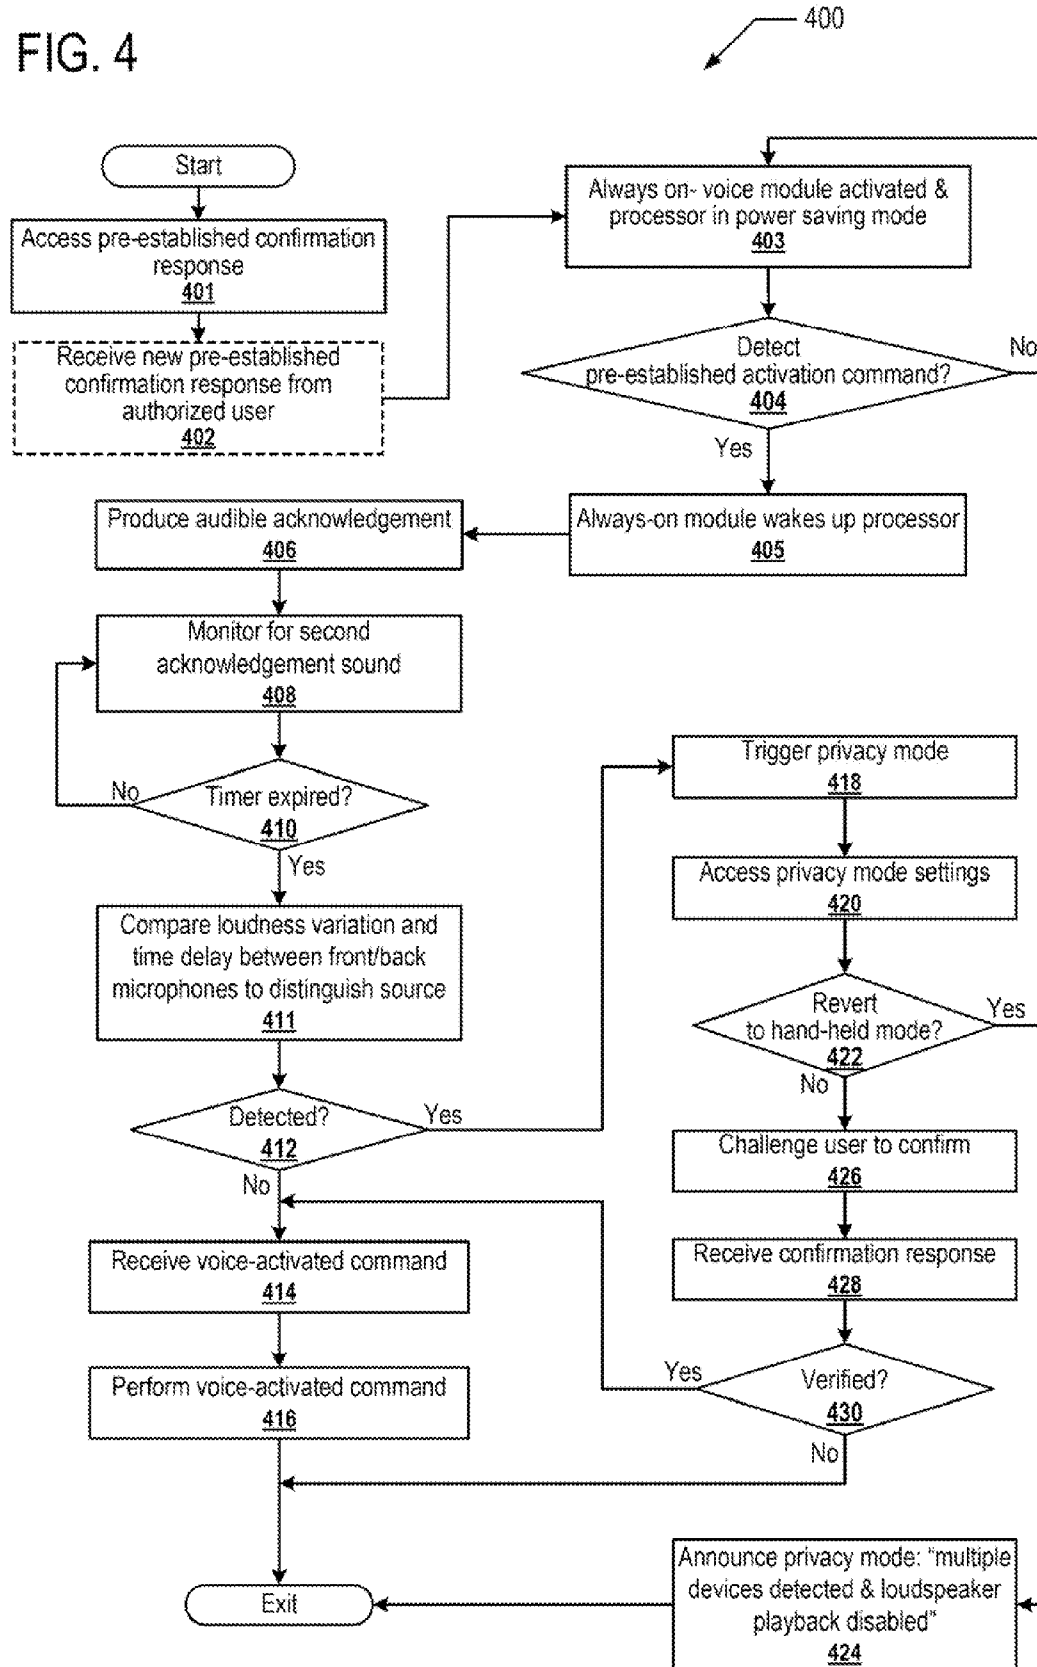 FIG. 4
400
Start
Access pre-established confirmation
response
401
Receive new pre-established
confirmation response from
authorized user
402
Always on- voice module activated &
processor in power saving mode
403
Detect
pre-established activation command?
404
No
Yes
Always-on module wakes up processor
405
Produce audible acknowledgement
406
Monitor for second
acknowledgement sound
408
Timer expired?
410
No
Yes
Compare loudness variation and
time delay between front/back
microphones to distinguish source
411
Detected?
412
Yes
No
Receive voice-activated command
414
Perform voice-activated command
416
Trigger privacy mode
418
Access privacy mode settings
420
Revert
to hand-held mode?
422
Yes
No
Challenge user to confirm
426
Receive confirmation response
428
Verified?
430
Yes
No
Announce privacy mode: “multiple
devices detected & loudspeaker
playback disabled”
424
Exit